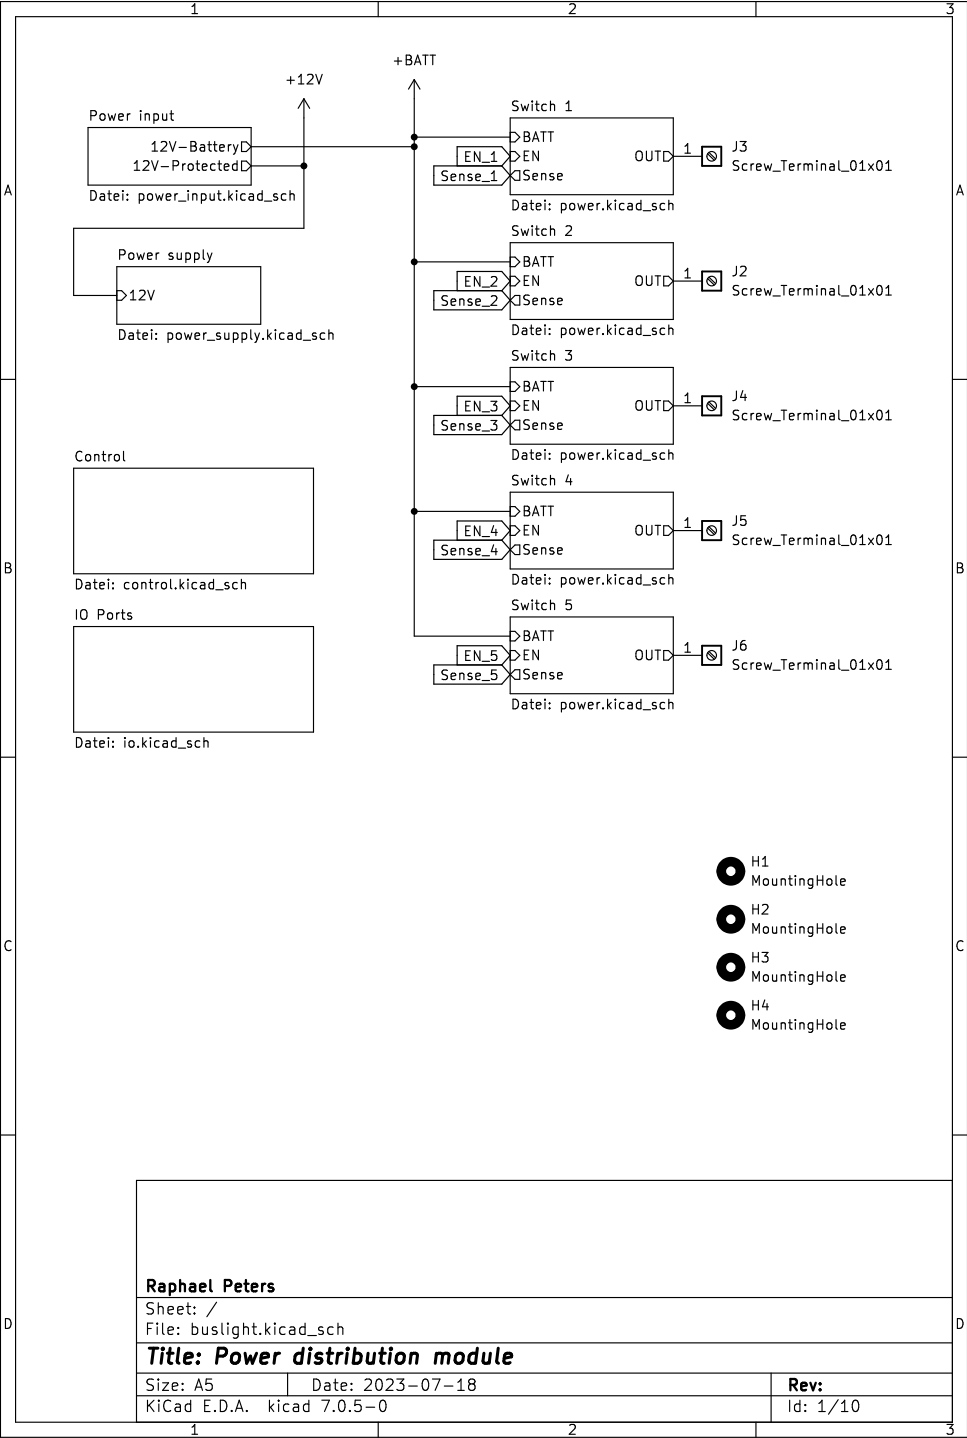 1 2 3
+BATT
+12V
Switch 1
Power input
BATT
12V-Battery
EN_1 EN OUT 1 J3
12V-Protected
Screw_Terminal_01x01
Sense_1 Sense
A A
Datei: power_input.kicad_sch
Datei: power.kicad_sch
Switch 2
Power supply
BATT
EN_2 EN OUT 1 J2
12V
Screw_Terminal_01x01
Sense_2 Sense
Datei: power.kicad_sch
Datei: power_supply.kicad_sch
Switch 3
BATT
EN_3 EN OUT 1 J4
Screw_Terminal_01x01
Sense_3 Sense
Datei: power.kicad_sch
Control
Switch 4
BATT
EN_4 EN OUT 1 J5
Screw_Terminal_01x01
Sense_4 Sense
B B
Datei: power.kicad_sch
Datei: control.kicad_sch
Switch 5
IO Ports
BATT
EN_5 EN OUT 1 J6
Screw_Terminal_01x01
Sense_5 Sense
Datei: power.kicad_sch
Datei: io.kicad_sch
H1
MountingHole
H2
MountingHole
C C
H3
MountingHole
H4
MountingHole
Raphael Peters
Sheet: /
D D
File: buslight.kicad_sch
Title: Power distribution module
Size: A5 Date: 2023-07-18 Rev:
KiCad E.D.A. kicad 7.0.5-0 Id: 1/10
1 2 3